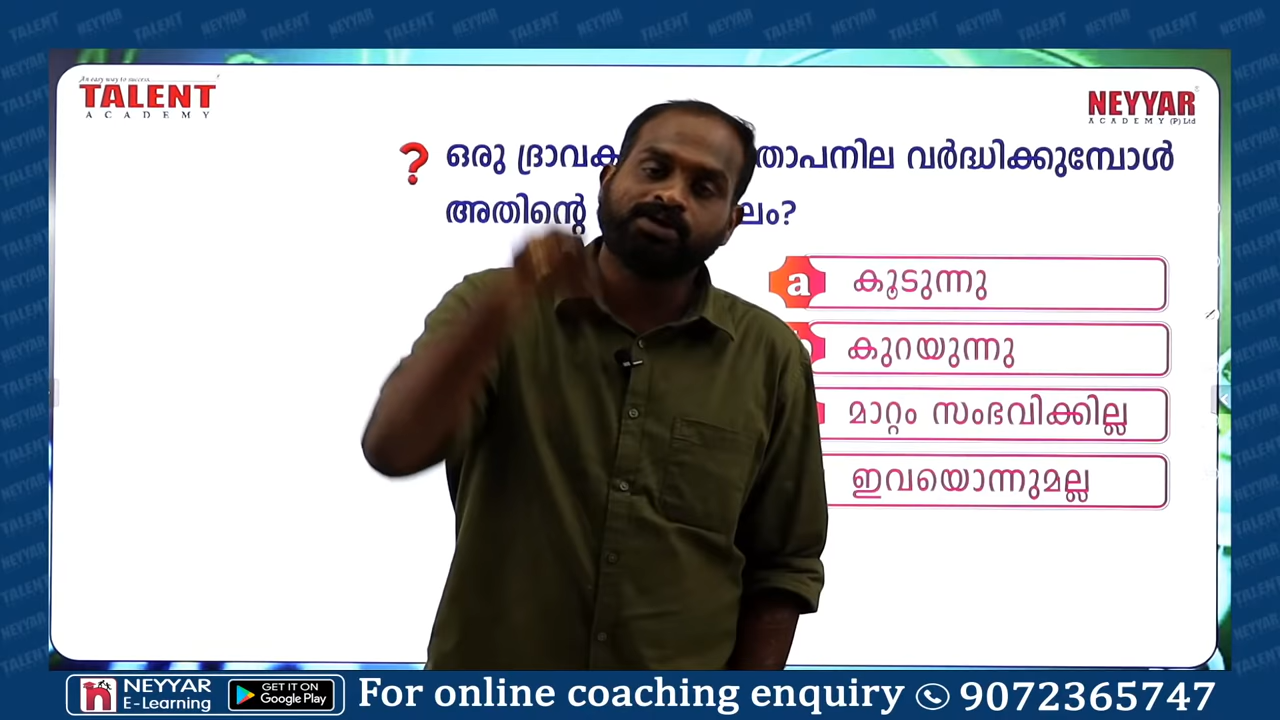 An easy way to success
TALENT
ACADEMY
NEYYAR
ACADEMY (P) Ltd
? ഒരു താപനില വർദ്ധിക്കുമ്പോൾ
അതിന്റെ
a കൂടുന്നു
കുറയുന്നു
മാറ്റം സംഭവിക്കില്ല
ഇവയൊന്നുമല്ല
NEYYAR
E-Learning
GET IT ON
Google Play
For online coaching enquiry 9072365747